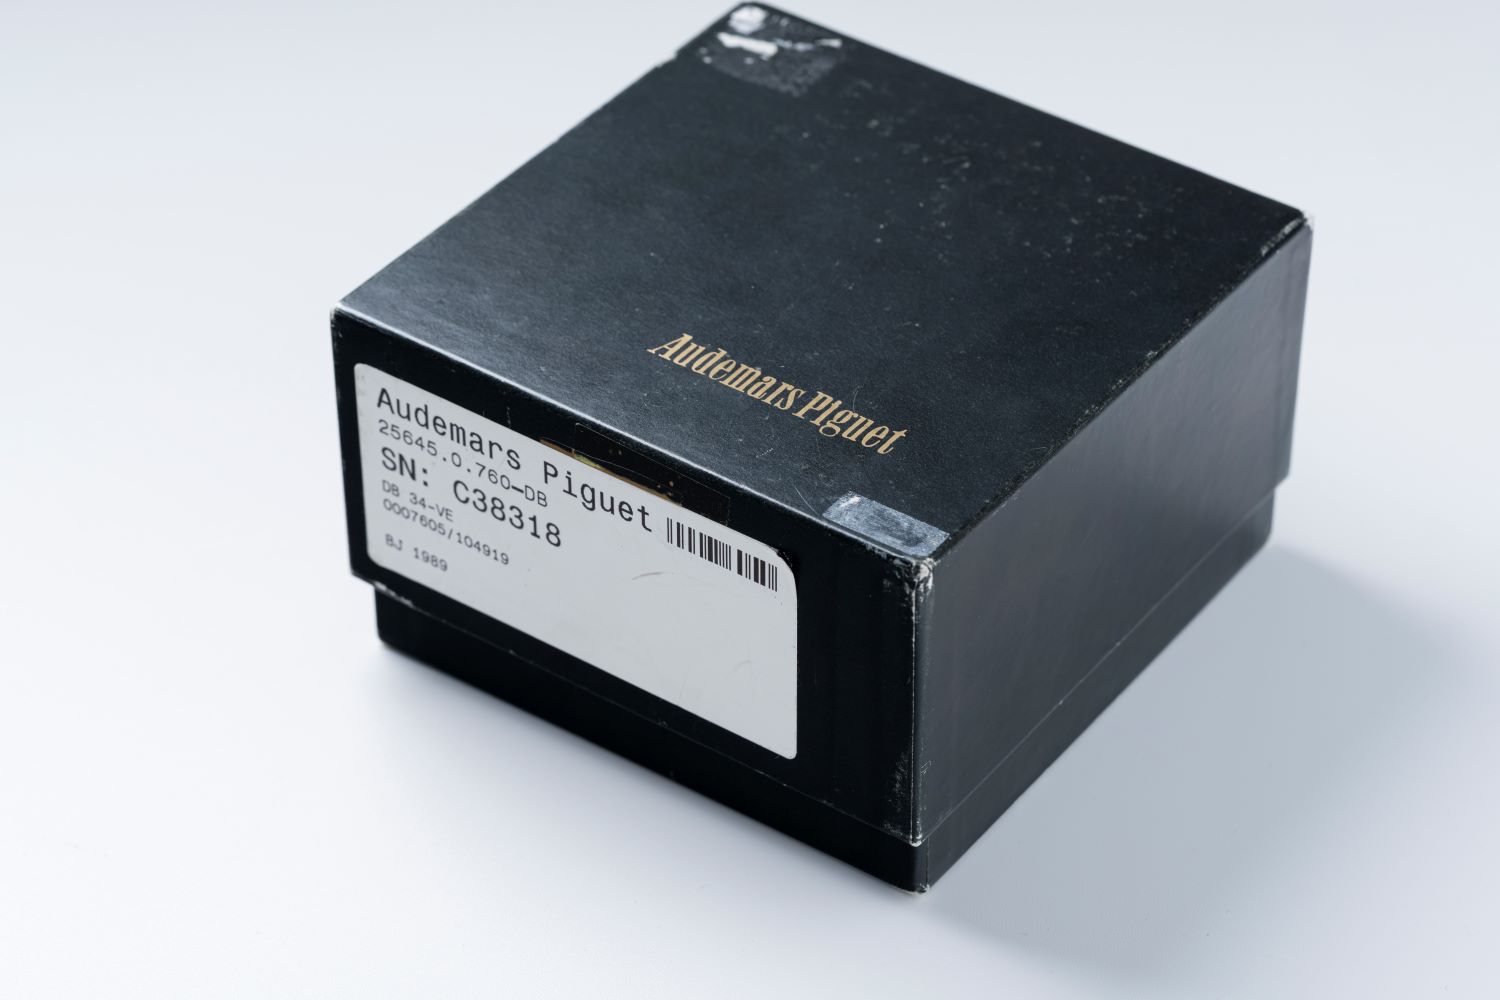 Audemars Piguet
Audemars Piguet
25645.0.760-DB
SN: C38318
DB 34-VE
0007605/104919
BJ 1989